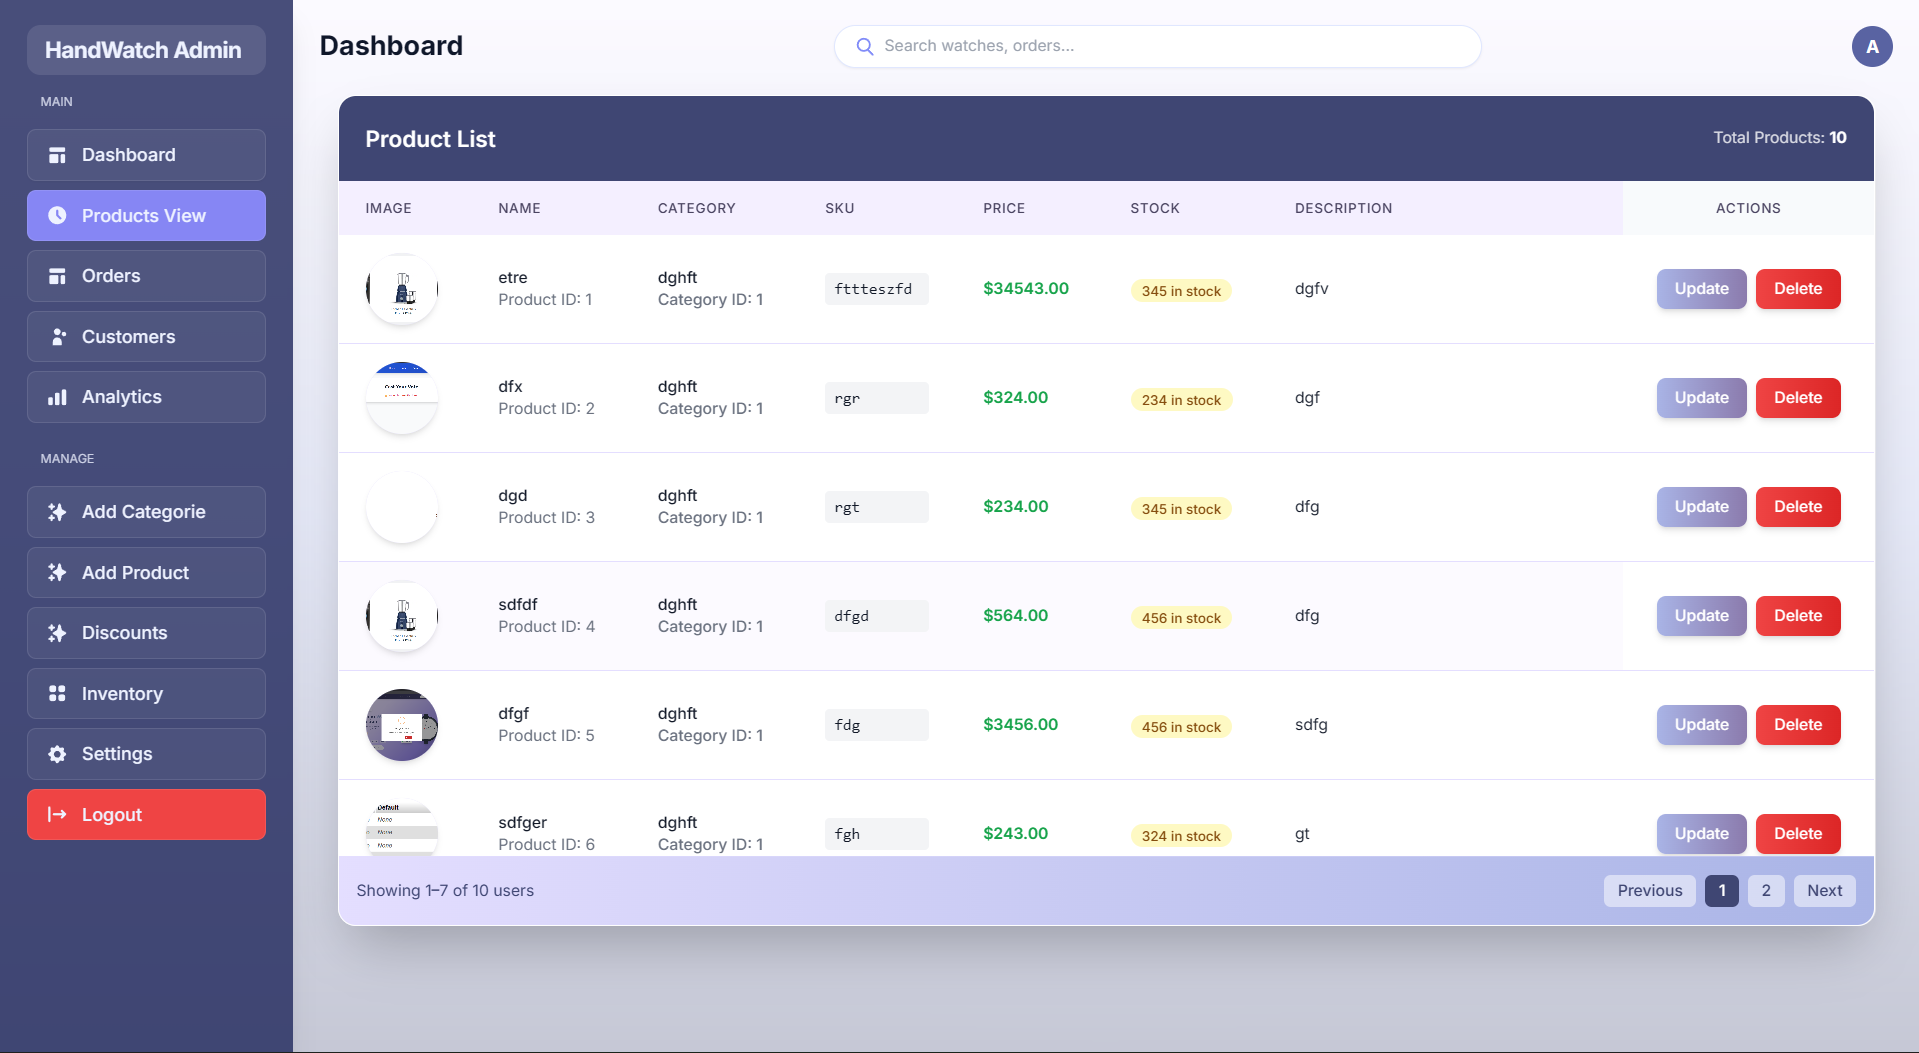 HandWatch Admin
MAIN
Dashboard
Products View
Orders
Customers
Analytics
MANAGE
Add Categorie
Add Product
Discounts
Inventory
Settings
Logout
Dashboard
Search watches, orders...
A
Product List
Total Products: 10
IMAGE NAME CATEGORY SKU PRICE STOCK DESCRIPTION ACTIONS
etre dghft
Product ID: 1 Category ID: 1 fttteszfd $34543.00 345 in stock dgfv Update Delete
Cast Your Vote
dfx dghft
Product ID: 2 Category ID: 1 rgr $324.00 234 in stock dgf Update Delete
dgd dghft
Product ID: 3 Category ID: 1 rgt $234.00 345 in stock dfg Update Delete
sdfdf dghft
Product ID: 4 Category ID: 1 dfgd $564.00 456 in stock dfg Update Delete
dfgf dghft
Product ID: 5 Category ID: 1 fdg $3456.00 456 in stock sdfg Update Delete
Default
None
None
None
sdfger dghft
Product ID: 6 Category ID: 1 fgh $243.00 324 in stock gt Update Delete
Showing 1–7 of 10 users
Previous 1 2 Next